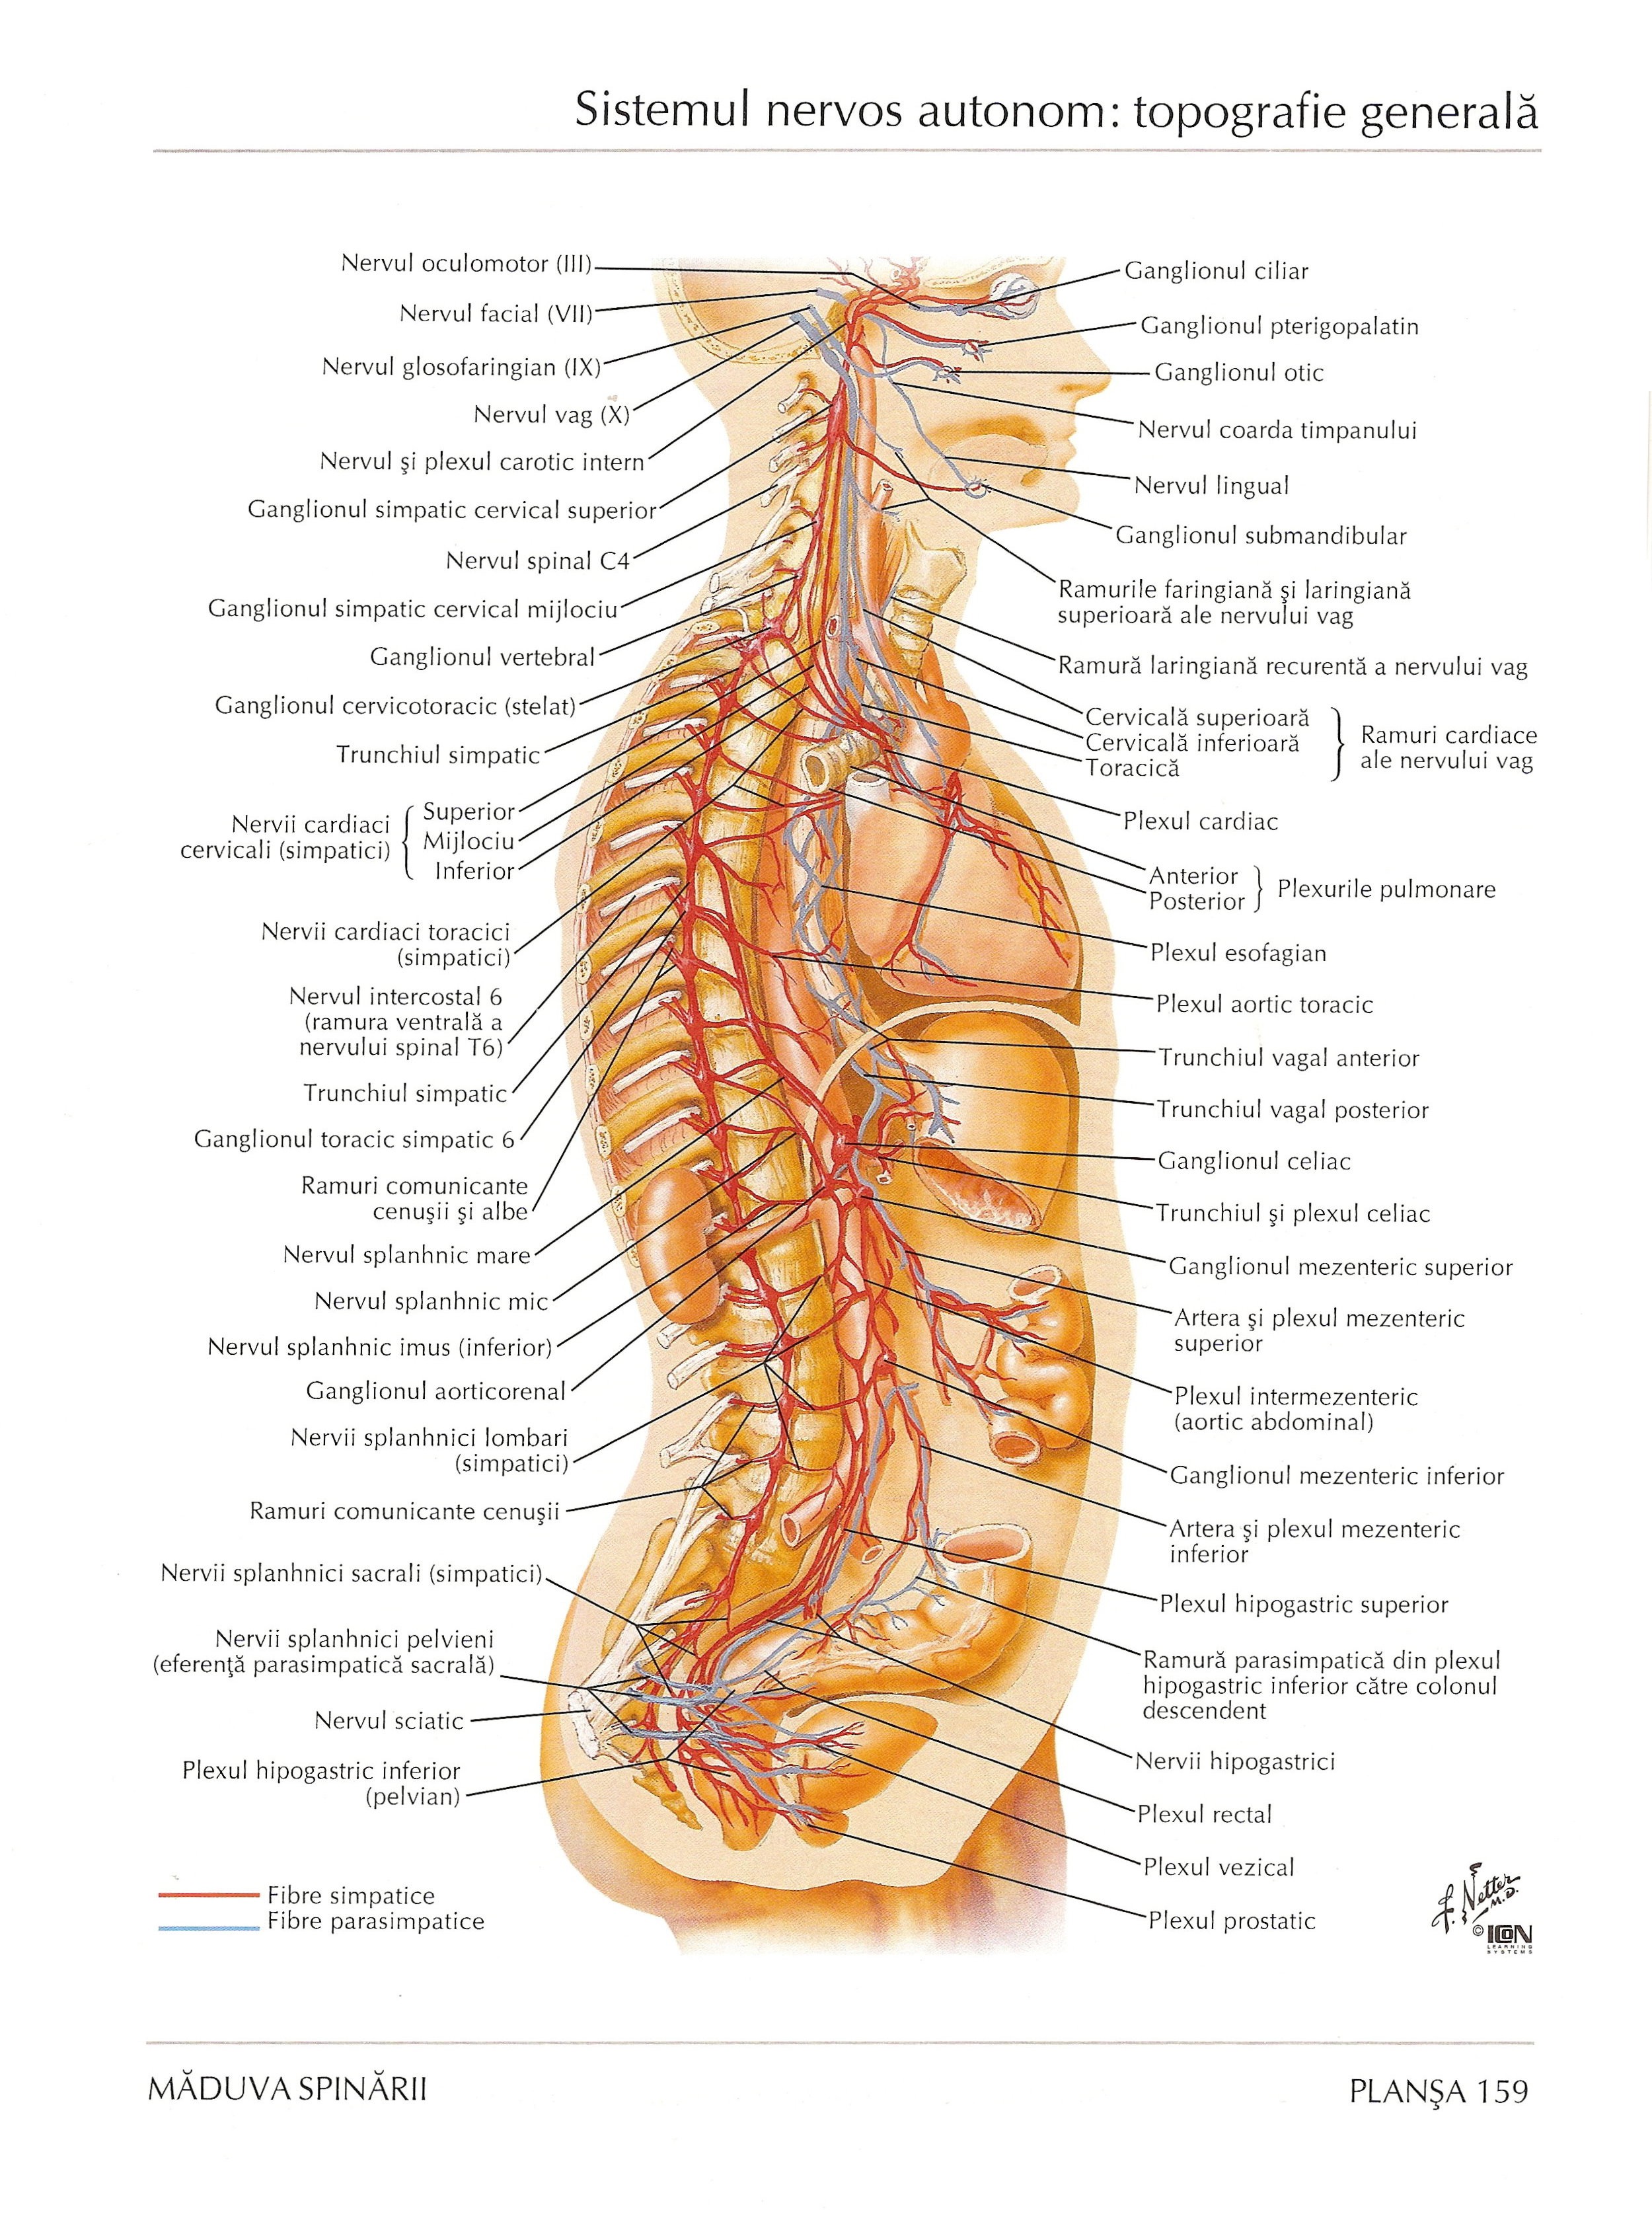 Sistemul nervos autonom: topografie generală
Nervul oculomotor (III)
Nervul facial (VII)
Nervul glosofaringian (IX)
Nervul vag (X)
Nervul şi plexul carotic intern
Ganglionul simpatic cervical superior
Nervul spinal C4
Ganglionul simpatic cervical mijlociu
Ganglionul vertebral
Ganglionul cervicotoracic (stelat)
Trunchiul simpatic
Nervii cardiaci
cervicali (simpatici)
Superior
Mijlociu
Inferior
Nervii cardiaci toracici
(simpatici)
Nervul intercostal 6
(ramura ventrală a
nervului spinal T6)
Trunchiul simpatic
Ganglionul toracic simpatic 6
Ramuri comunicante
cenuşii şi albe
Nervul splanhnic mare
Nervul splanhnic mic
Nervul splanhnic imus (inferior)
Ganglionul aorticorenal
Nervii splanhnici lombari
(simpatici)
Ramuri comunicante cenuşii
Nervii splanhnici sacrali (simpatici)
Nervii splanhnici pelvieni
(eferenţă parasimpatică sacrală)
Nervul sciatic
Plexul hipogastric inferior
(pelvian)
Fibre simpatice
Fibre parasimpatice
Ganglionul ciliar
Ganglionul pterigopalatin
Ganglionul otic
Nervul coarda timpanului
Nervul lingual
Ganglionul submandibular
Ramurile faringiană şi laringiană
superioară ale nervului vag
Ramură laringiană recurentă a nervului vag
Cervicală superioară
Cervicală inferioară
Toracică
Ramuri cardiace
ale nervului vag
Plexul cardiac
Anterior
Posterior
Plexurile pulmonare
Plexul esofagian
Plexul aortic toracic
Trunchiul vagal anterior
Trunchiul vagal posterior
Ganglionul celiac
Trunchiul şi plexul celiac
Ganglionul mezenteric superior
Artera şi plexul mezenteric
superior
Plexul intermezenteric
(aortic abdominal)
Ganglionul mezenteric inferior
Artera şi plexul mezenteric
inferior
Plexul hipogastric superior
Ramură parasimpatică din plexul
hipogastric inferior către colonul
descendent
Nervii hipogastrici
Plexul rectal
Plexul vezical
Plexul prostatic
F. Netter
M.D.
© ICON
LEARNING
SYSTEMS
MĂDUVA SPINĂRII
PLANŞA 159